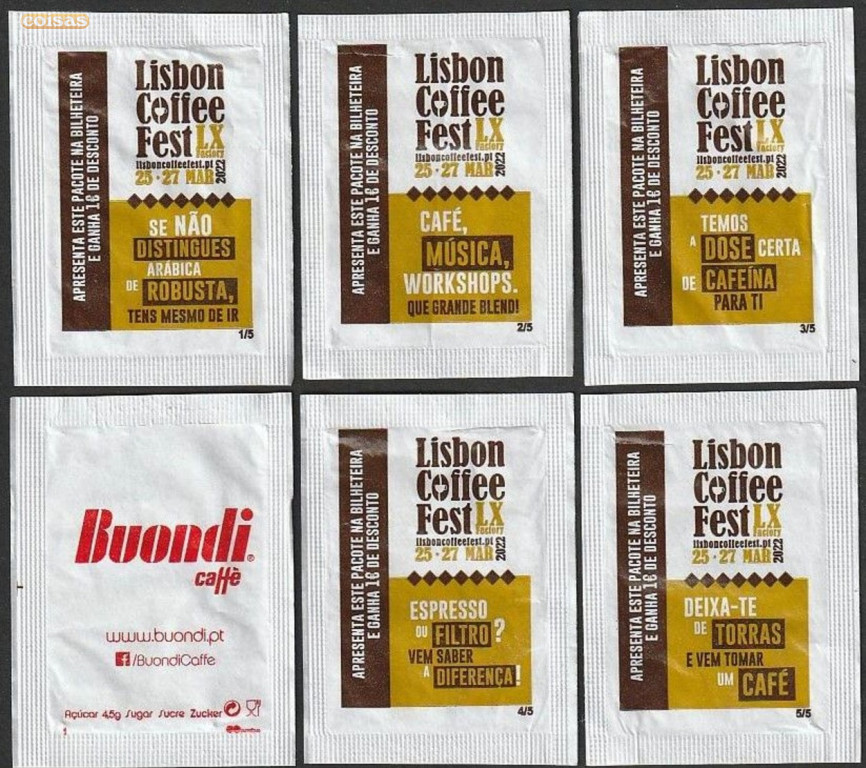 coisas
APRESENTA ESTE PACOTE NA BILHETEIRA
E GANHA 1€ DE DESCONTO
Lisbon
Coffee
Fest LX
Factory
lisboncoffeefest.pt
25 • 27 MAR 2022
SE NÃO
DISTINGUES
ARÁBICA
DE ROBUSTA,
TENS MESMO DE IR
1/5
APRESENTA ESTE PACOTE NA BILHETEIRA
E GANHA 1€ DE DESCONTO
Lisbon
Coffee
Fest LX
Factory
lisboncoffeefest.pt
25 • 27 MAR 2022
CAFÉ,
MÚSICA,
WORKSHOPS.
QUE GRANDE BLEND!
2/5
APRESENTA ESTE PACOTE NA BILHETEIRA
E GANHA 1€ DE DESCONTO
Lisbon
Coffee
Fest LX
Factory
lisboncoffeefest.pt
25 • 27 MAR 2022
TEMOS
A DOSE CERTA
DE CAFEÍNA
PARA TI
3/5
Buondi®
caffè
www.buondi.pt
f /BuondiCaffe
Açúcar 4,5g Sugar Sucre Zucker
1
APRESENTA ESTE PACOTE NA BILHETEIRA
E GANHA 1€ DE DESCONTO
Lisbon
Coffee
Fest LX
Factory
lisboncoffeefest.pt
25 • 27 MAR 2022
ESPRESSO
OU FILTRO?
VEM SABER
A DIFERENÇA!
4/5
APRESENTA ESTE PACOTE NA BILHETEIRA
E GANHA 1€ DE DESCONTO
Lisbon
Coffee
Fest LX
Factory
lisboncoffeefest.pt
25 • 27 MAR 2022
DEIXA-TE
DE TORRAS
E VEM TOMAR
UM CAFÉ
5/5